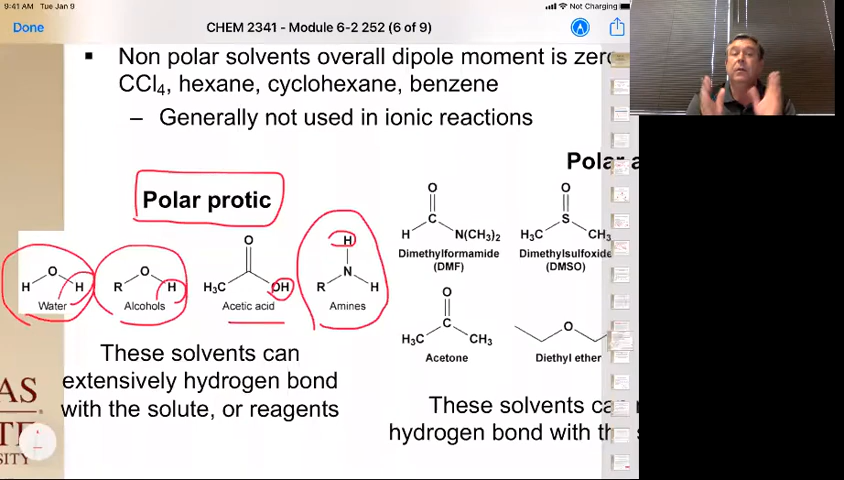 9:41 AM Tue Jan 9
Not Charging
Done
CHEM 2341 - Module 6-2 252 (6 of 9)
▪ Non polar solvents overall dipole moment is zero
CCl₄, hexane, cyclohexane, benzene
– Generally not used in ionic reactions
Polar protic
Polar a
H O H
Water
R O H
Alcohols
O
H₃C OH
Acetic acid
H
N
R H
Amines
O
C
H N(CH₃)₂
Dimethylformamide
(DMF)
O
S
H₃C CH₃
Dimethylsulfoxide
(DMSO)
O
C
H₃C CH₃
Acetone
O
Diethyl ether
These solvents can
extensively hydrogen bond
with the solute, or reagents
These solvents ca
hydrogen bond with th
AS
TE
SITY